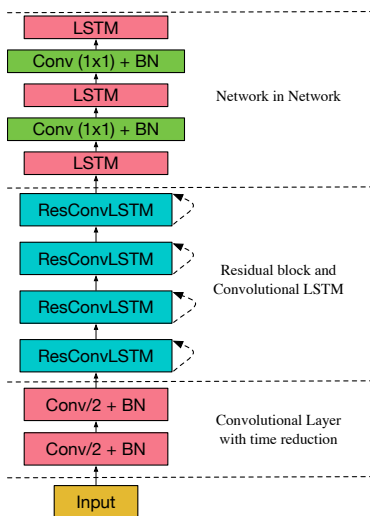 LSTM
Conv (1x1) + BN
LSTM
Network in Network
Conv (1x1) + BN
LSTM
ResConvLSTM
ResConvLSTM
Residual block and
Convolutional LSTM
ResConvLSTM
ResConvLSTM
Conv/2 + BN
Convolutional Layer
with time reduction
Conv/2 + BN
Input